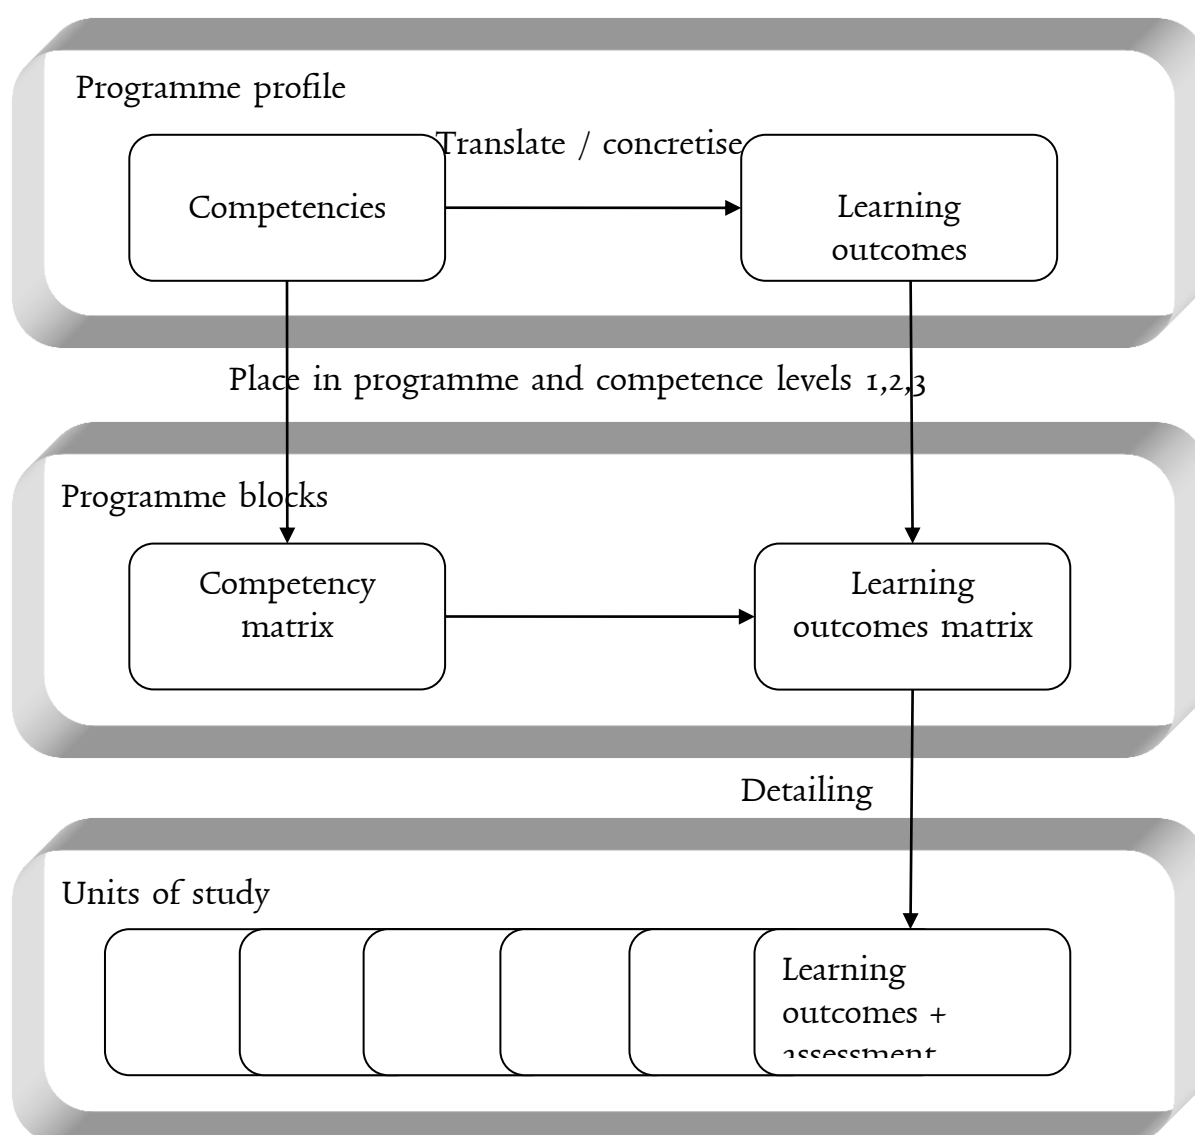 Programme profile
Translate / concretise
Competencies
Learning
outcomes
Place in programme and competence levels 1,2,3
Programme blocks
Competency
matrix
Learning
outcomes matrix
Detailing
Units of study
Learning
outcomes +
assessment